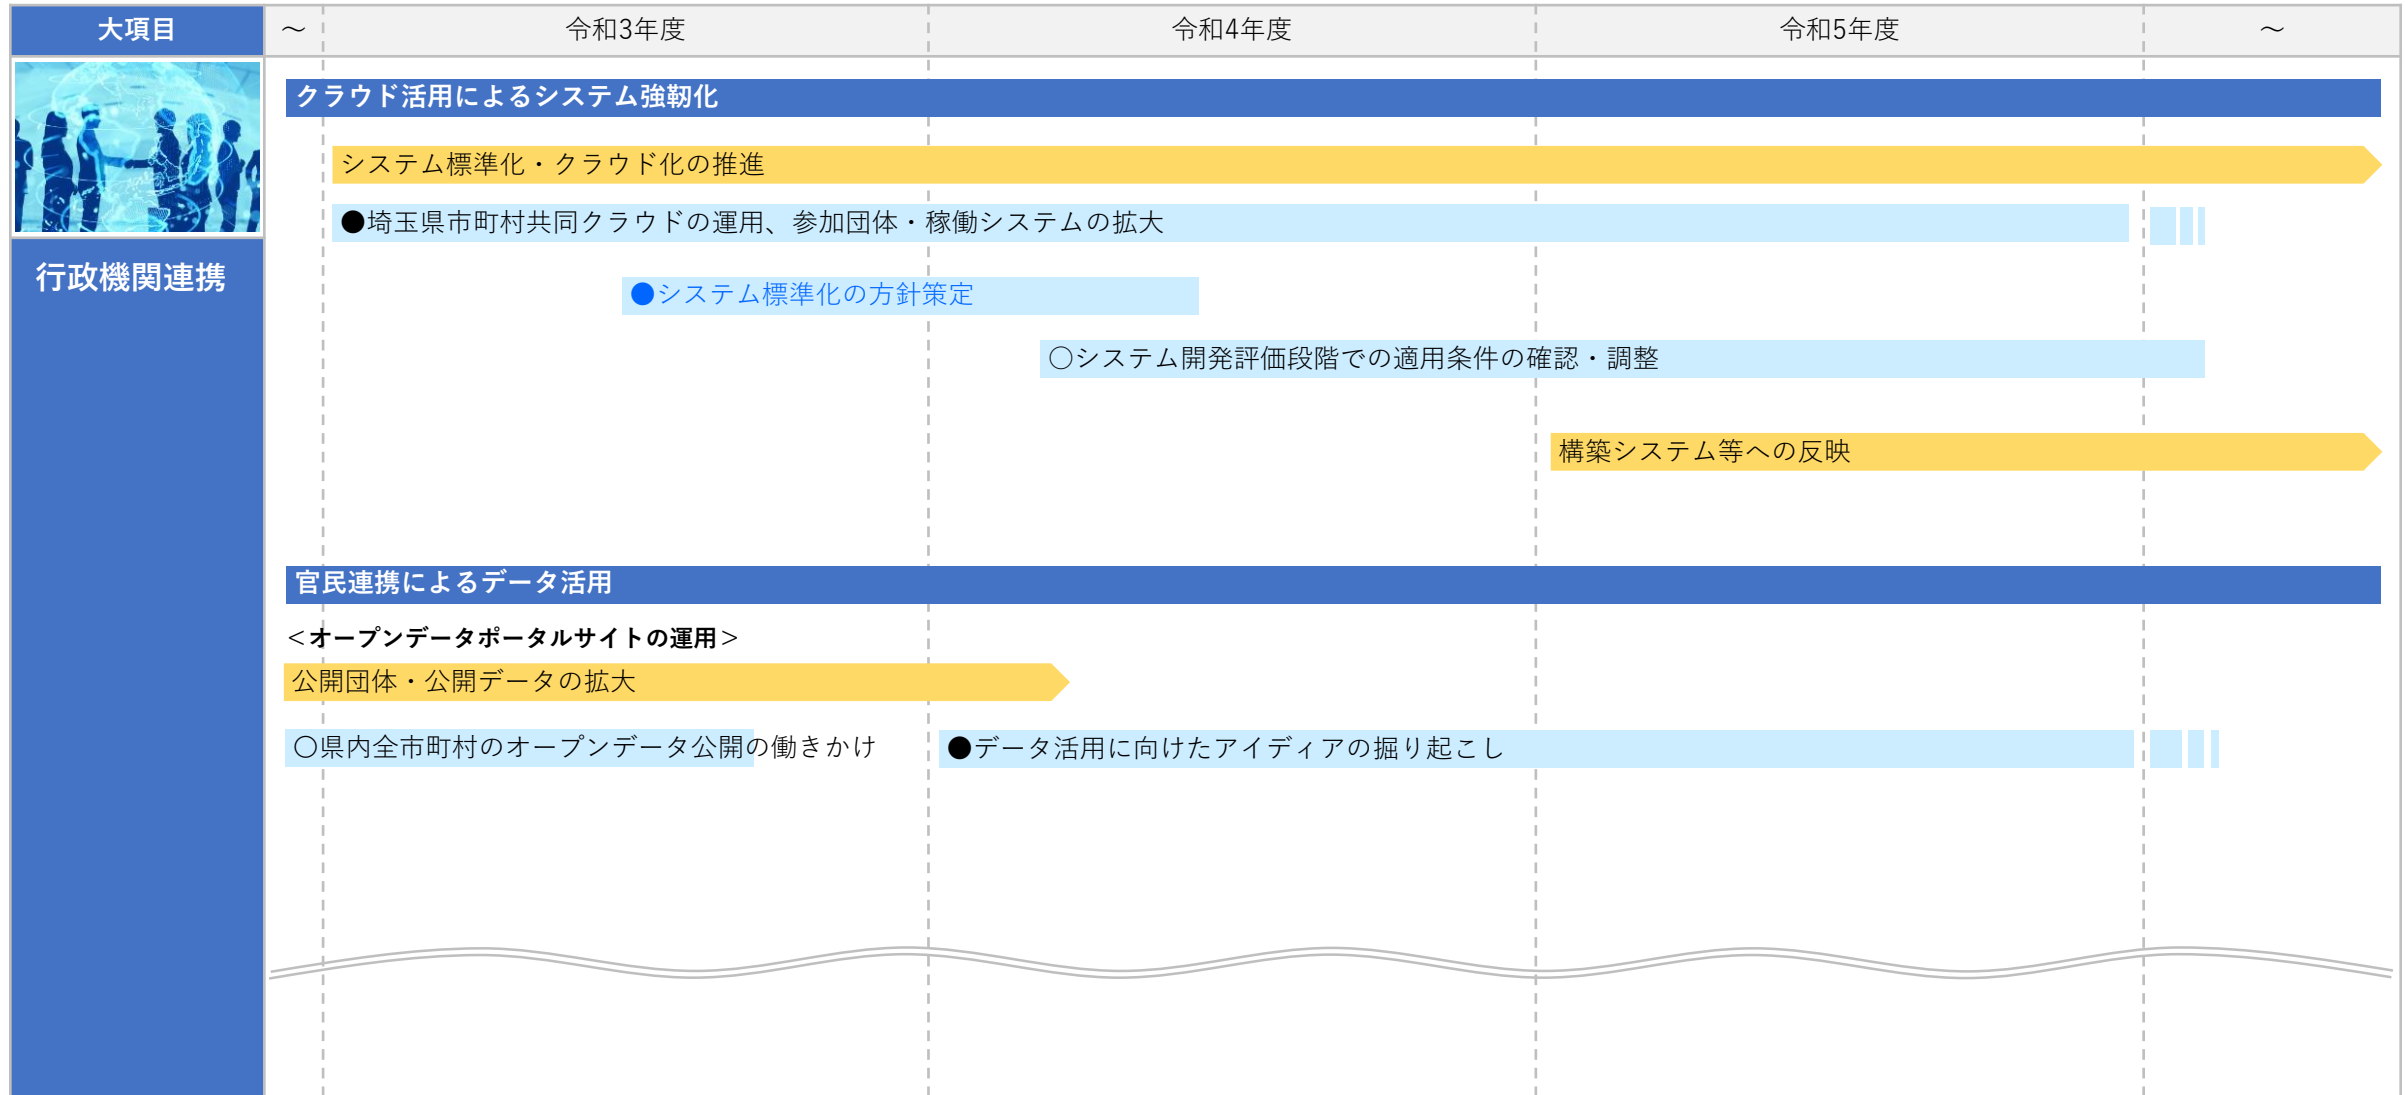 大項目
～
令和3年度
令和4年度
令和5年度
～
行政機関連携
クラウド活用によるシステム強靭化
システム標準化・クラウド化の推進
●埼玉県市町村共同クラウドの運用、参加団体・稼働システムの拡大
●システム標準化の方針策定
○システム開発評価段階での適用条件の確認・調整
構築システム等への反映
官民連携によるデータ活用
＜オープンデータポータルサイトの運用＞
公開団体・公開データの拡大
○県内全市町村のオープンデータ公開の働きかけ
●データ活用に向けたアイディアの掘り起こし